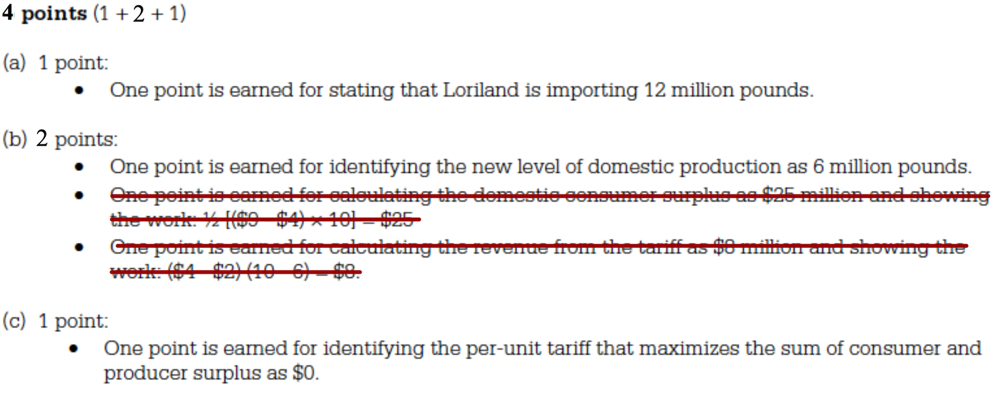 4 points (1 + 2 + 1)
(a) 1 point:
• One point is earned for stating that Loriland is importing 12 million pounds.
(b) 2 points:
• One point is earned for identifying the new level of domestic production as 6 million pounds.
• One point is earned for calculating the domestic consumer surplus as $25 million and showing
the work: ½ [($9 – $4) × 10] = $25
• One point is earned for calculating the revenue from the tariff as $8 million and showing the
work: ($4 – $2) (10 – 6) = $8.
(c) 1 point:
• One point is earned for identifying the per-unit tariff that maximizes the sum of consumer and
producer surplus as $0.